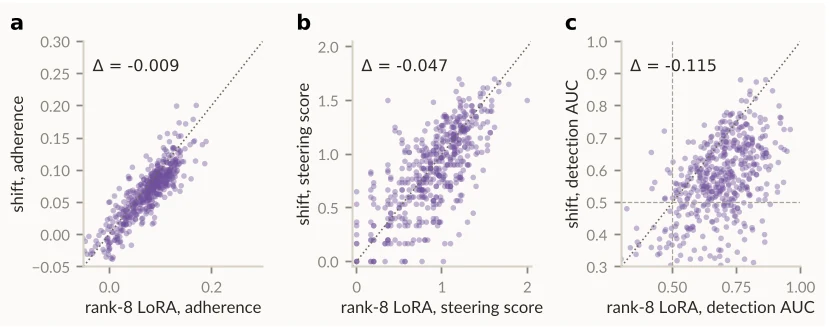 a
0.30
0.25
0.20
0.15
0.10
0.05
0.00
−0.05
shift, adherence
Δ = -0.009
0.0
0.2
rank-8 LoRA, adherence
b
2.0
1.5
1.0
0.5
0.0
shift, steering score
Δ = -0.047
0
1
2
rank-8 LoRA, steering score
c
1.0
0.9
0.8
0.7
0.6
0.5
0.4
0.3
shift, detection AUC
Δ = -0.115
0.50
0.75
1.00
rank-8 LoRA, detection AUC